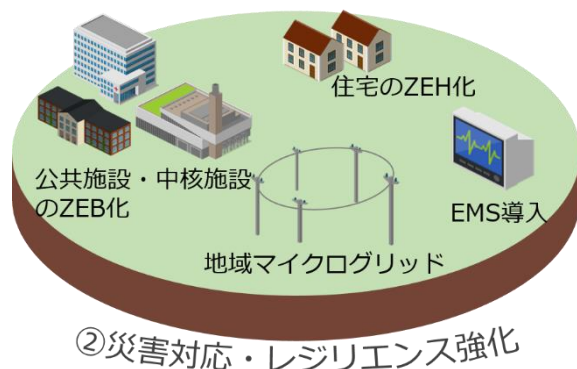 住宅のZEH化
公共施設・中核施設
のZEB化
EMS導入
地域マイクログリッド
②災害対応・レジリエンス強化